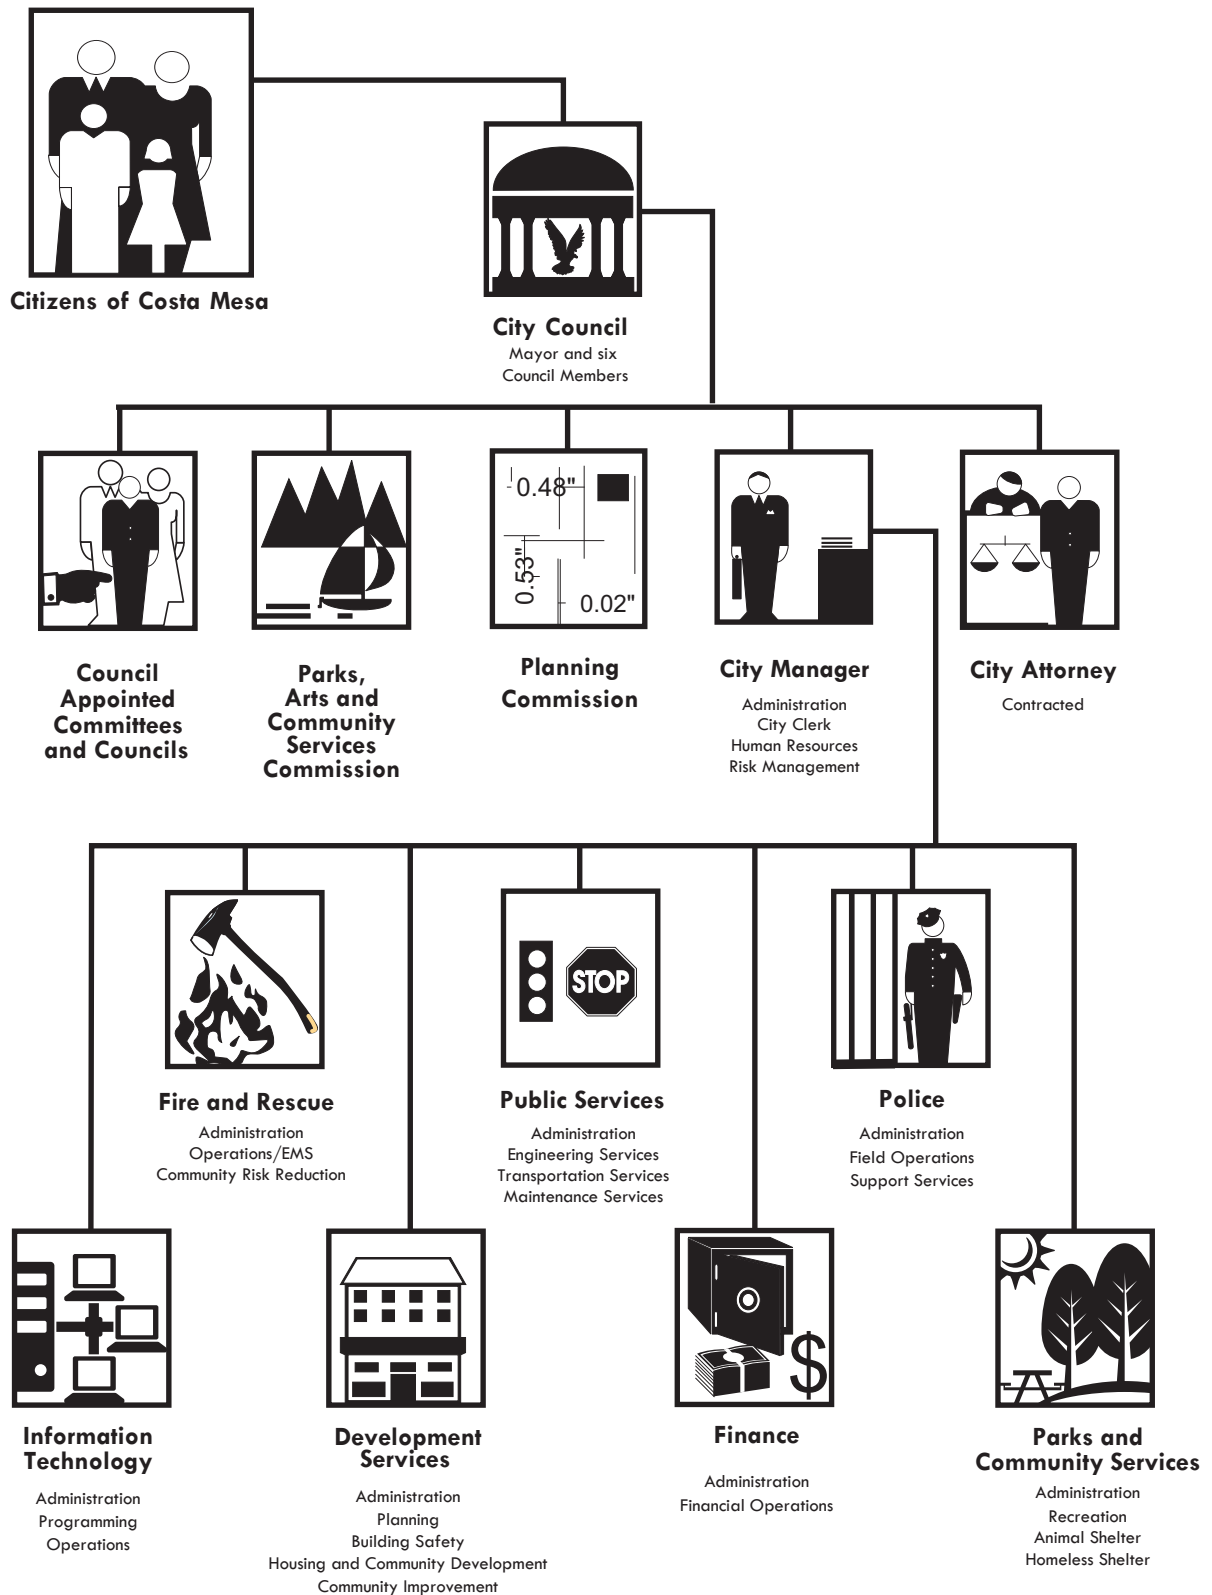 Citizens of Costa Mesa
City Council
Mayor and six
Council Members
Council
Appointed
Committees
and Councils
Parks,
Arts and
Community
Services
Commission
0.48"
0.53"
0.02"
Planning
Commission
City Manager
Administration
City Clerk
Human Resources
Risk Management
City Attorney
Contracted
Fire and Rescue
Administration
Operations/EMS
Community Risk Reduction
STOP
Public Services
Administration
Engineering Services
Transportation Services
Maintenance Services
Police
Administration
Field Operations
Support Services
Information
Technology
Administration
Programming
Operations
Development
Services
Administration
Planning
Building Safety
Housing and Community Development
Community Improvement
$
Finance
Administration
Financial Operations
Parks and
Community Services
Administration
Recreation
Animal Shelter
Homeless Shelter